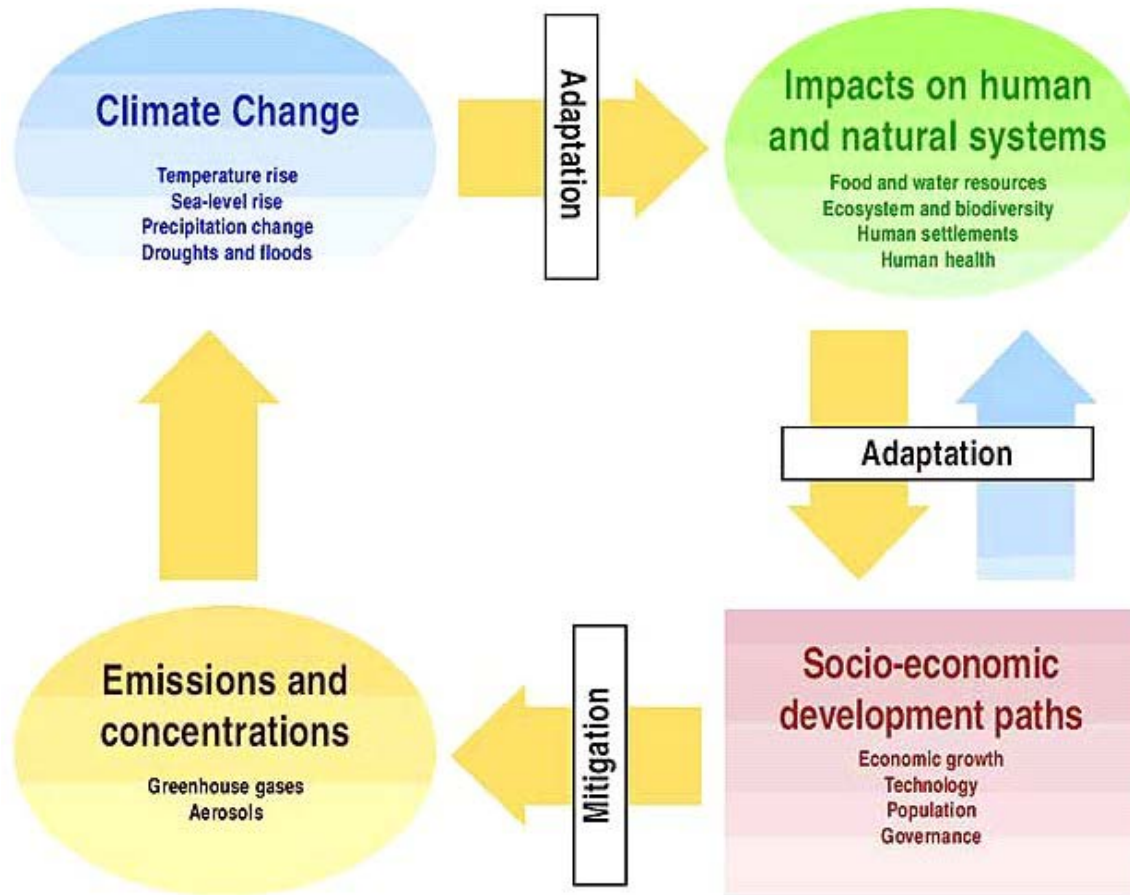 Climate Change
Temperature rise
Sea-level rise
Precipitation change
Droughts and floods
Adaptation
Impacts on human
and natural systems
Food and water resources
Ecosystem and biodiversity
Human settlements
Human health
Adaptation
Emissions and
concentrations
Greenhouse gases
Aerosols
Mitigation
Socio-economic
development paths
Economic growth
Technology
Population
Governance